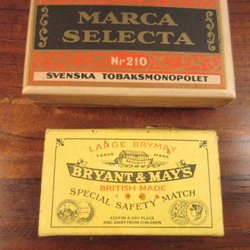 MARCA
SELECTA
Nr 210
SVENSKA TOBAKSMONOPOLET
LARGE BRYMAY
TRADE MARK
BRYANT & MAY'S
BRITISH MADE
SPECIAL SAFETY MATCH
KEEP IN A DRY PLACE
AND AWAY FROM CHILDREN